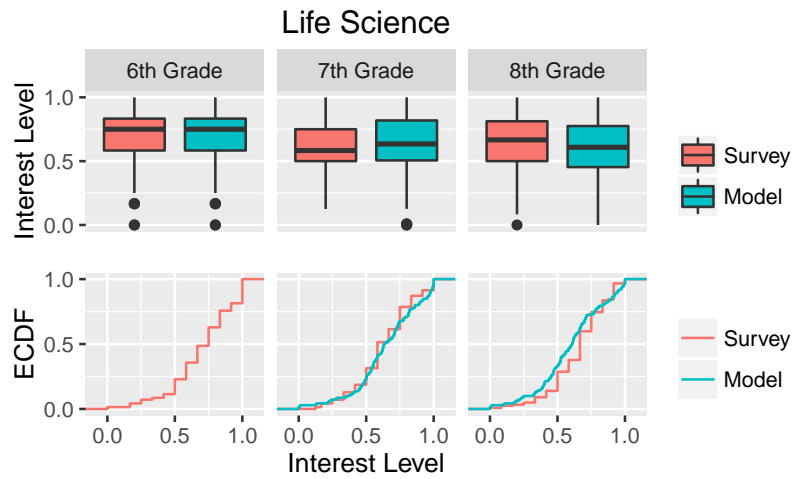 Life Science
6th Grade 7th Grade 8th Grade
Interest Level
1.0
0.5
0.0
Survey
Model
ECDF
1.0
0.5
0.0
0.0 0.5 1.0 0.0 0.5 1.0 0.0 0.5 1.0
Interest Level
Survey
Model